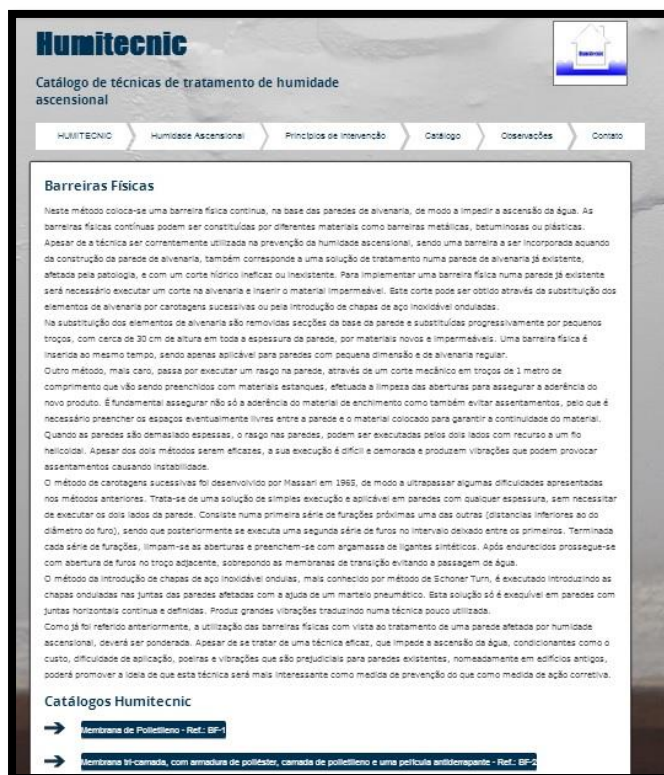 Humitecnic
Humitecnic
Catálogo de técnicas de tratamento de humidade
ascensional
HUMITECNIC Humidade Ascensional Princípios de Intervenção Catálogo Observações Contato
Barreiras Físicas
Neste método coloca-se uma barreira física continua, na base das paredes de alvenaria, de modo a impedir a ascensão da água. As
barreiras físicas contínuas podem ser constituídas por diferentes materiais como barreiras metálicas, betuminosas ou plásticas.
Apesar de a técnica ser correntemente utilizada na prevenção da humidade ascensional, sendo uma barreira a ser incorporada aquando
da construção da parede de alvenaria, também corresponde a uma solução de tratamento numa parede de alvenaria já existente,
afetada pela patologia, e com um corte hídrico ineficaz ou inexistente. Para implementar uma barreira física numa parede já existente
será necessário executar um corte na alvenaria e inserir o material impermeável. Este corte pode ser obtido através da substituição dos
elementos de alvenaria por carotagens sucessivas ou pela introdução de chapas de aço inoxidável onduladas.
Na substituição dos elementos de alvenaria são removidas secções da base da parede e substituídas progressivamente por pequenos
troços, com cerca de 30 cm de altura em toda a espessura da parede, por materiais novos e impermeáveis. Uma barreira física é
inserida ao mesmo tempo, sendo apenas aplicável para paredes com pequena dimensão e de alvenaria regular.
Outro método, mais caro, passa por executar um rasgo na parede, através de um corte mecânico em troços de 1 metro de
comprimento que vão sendo preenchidos com materiais estanques, efetuada a limpeza das aberturas para assegurar a aderência do
novo produto. É fundamental assegurar não só a aderência do material de enchimento como também evitar assentamentos, pelo que é
necessário preencher os espaços eventualmente livres entre a parede e o material colocado para garantir a continuidade do material.
Quando as paredes são demasiado espessas, o rasgo nas paredes, podem ser executadas pelos dois lados com recurso a um fio
helicoidal. Apesar dos dois métodos serem eficazes, a sua execução é difícil e demorada e produzem vibrações que podem provocar
assentamentos causando instabilidade.
O método de carotagens sucessivas foi desenvolvido por Massari em 1965, de modo a ultrapassar algumas dificuldades apresentadas
nos métodos anteriores. Trata-se de uma solução de simples execução e aplicável em paredes com qualquer espessura, sem necessitar
de executar os dois lados da parede. Consiste numa primeira série de furações próximas uma das outras (distancias inferiores ao do
diâmetro do furo), sendo que posteriormente se executa uma segunda série de furos no intervalo deixado entre os primeiros. Terminada
cada série de furações, limpam-se as aberturas e preenchem-se com argamassa de ligantes sintéticos. Após endurecidos prossegue-se
com abertura de furos no troço adjacente, sobrepondo as membranas de transição evitando a passagem de água.
O método da introdução de chapas de aço inoxidável ondulas, mais conhecido por método de Schoner Turn, é executado introduzindo as
chapas onduladas nas juntas das paredes afetadas com a ajuda de um martelo pneumático. Esta solução só é exequível em paredes com
juntas horizontais continua e definidas. Produz grandes vibrações traduzindo numa técnica pouco utilizada.
Como já foi referido anteriormente, a utilização das barreiras físicas com vista ao tratamento de uma parede afetada por humidade
ascensional, deverá ser ponderada. Apesar de se tratar de uma técnica eficaz, que impede a ascensão da água, condicionantes como o
custo, dificuldade de aplicação, poeiras e vibrações que são prejudiciais para paredes existentes, nomeadamente em edifícios antigos,
poderá promover a ideia de que esta técnica será mais interessante como medida de prevenção do que como medida de ação corretiva.
Catálogos Humitecnic
Membrana de Polietileno - Ref.: BF-1
Membrana tri-camada, com armadura de poliéster, camada de polietileno e uma película antiderrapante - Ref.: BF-2